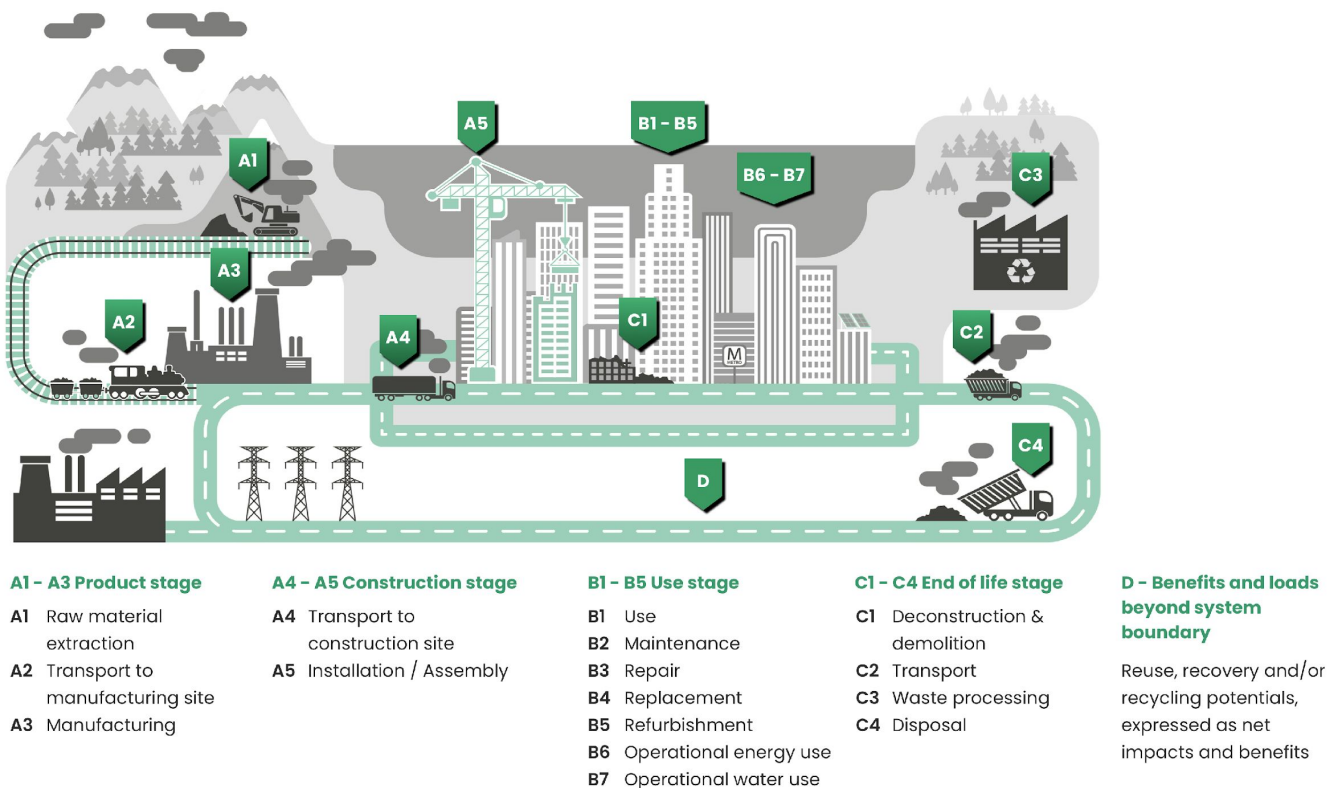 A5
B1 - B5
A1
B6 - B7
C3
A3
A2
A4
C1
C2
M
METRO
C4
D
A1 - A3 Product stage
A1 Raw material
extraction
A2 Transport to
manufacturing site
A3 Manufacturing
A4 - A5 Construction stage
A4 Transport to
construction site
A5 Installation / Assembly
B1 - B5 Use stage
B1 Use
B2 Maintenance
B3 Repair
B4 Replacement
B5 Refurbishment
B6 Operational energy use
B7 Operational water use
C1 - C4 End of life stage
C1 Deconstruction &
demolition
C2 Transport
C3 Waste processing
C4 Disposal
D - Benefits and loads
beyond system
boundary
Reuse, recovery and/or
recycling potentials,
expressed as net
impacts and benefits